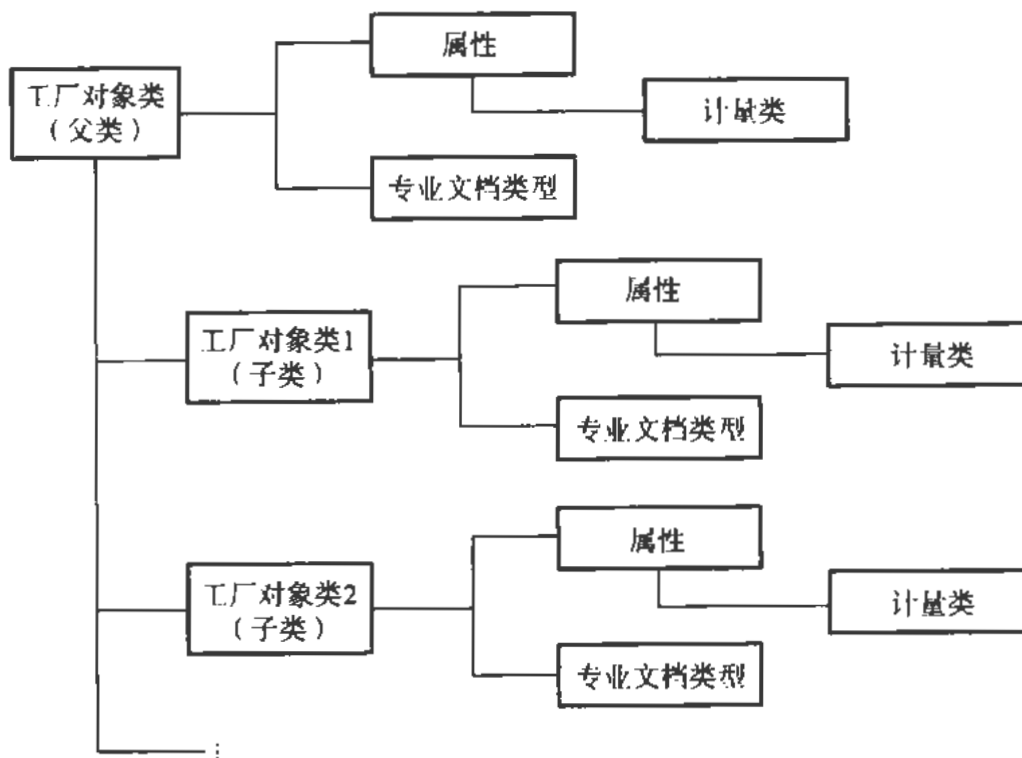 属性
工厂对象类
（父类）
计量类
专业文档类型
属性
工厂对象类1
（子类）
计量类
专业文档类型
属性
工厂对象类2
（子类）
计量类
专业文档类型
⋮